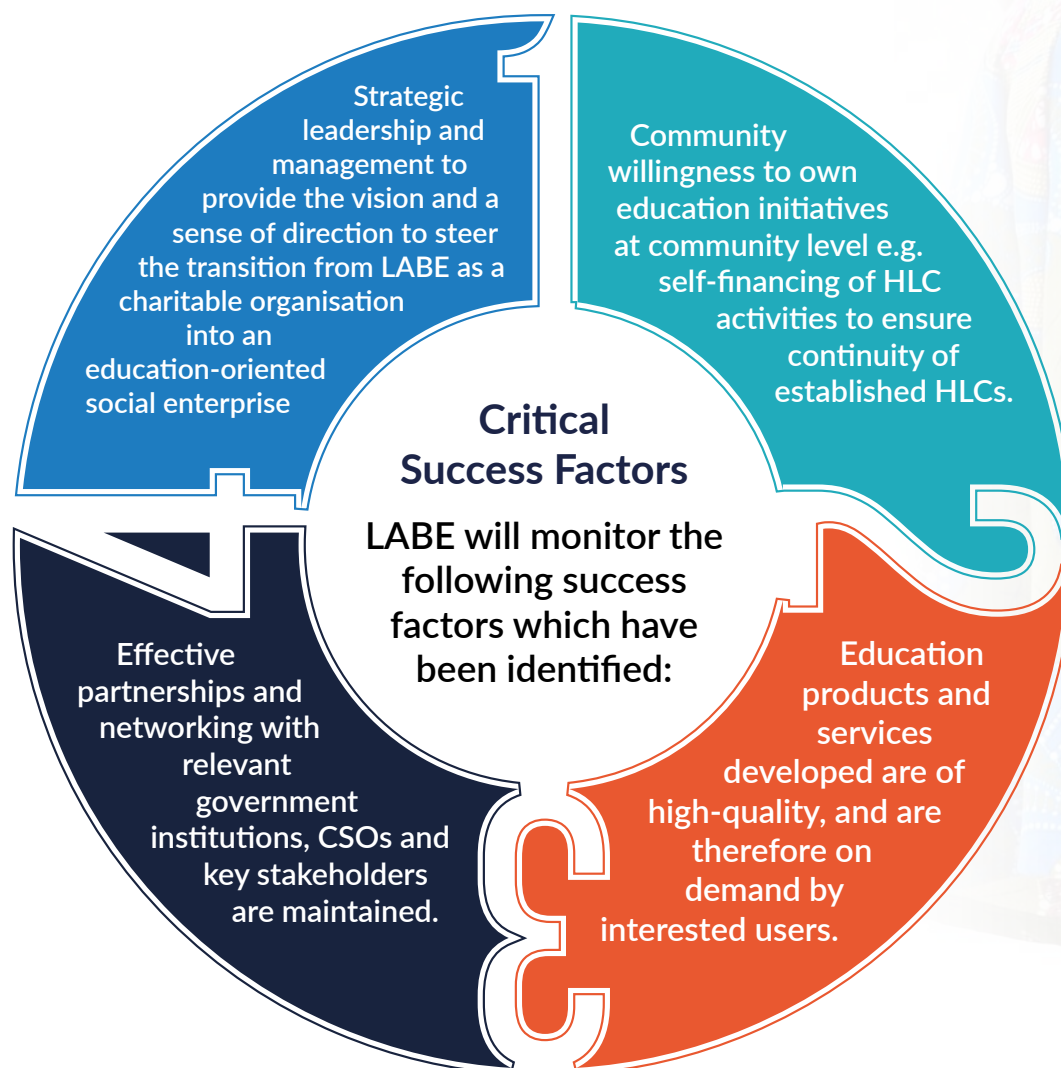 Critical
Success Factors
LABE will monitor the
following success
factors which have
been identified:
1
Strategic
leadership and
management to
provide the vision and a
sense of direction to steer
the transition from LABE as a
charitable organisation
into an
education-oriented
social enterprise
2
Community
willingness to own
education initiatives
at community level e.g.
self-financing of HLC
activities to ensure
continuity of
established HLCs.
3
Education
products and
services
developed are of
high-quality, and are
therefore on
demand by
interested users.
4
Effective
partnerships and
networking with
relevant
government
institutions, CSOs and
key stakeholders
are maintained.